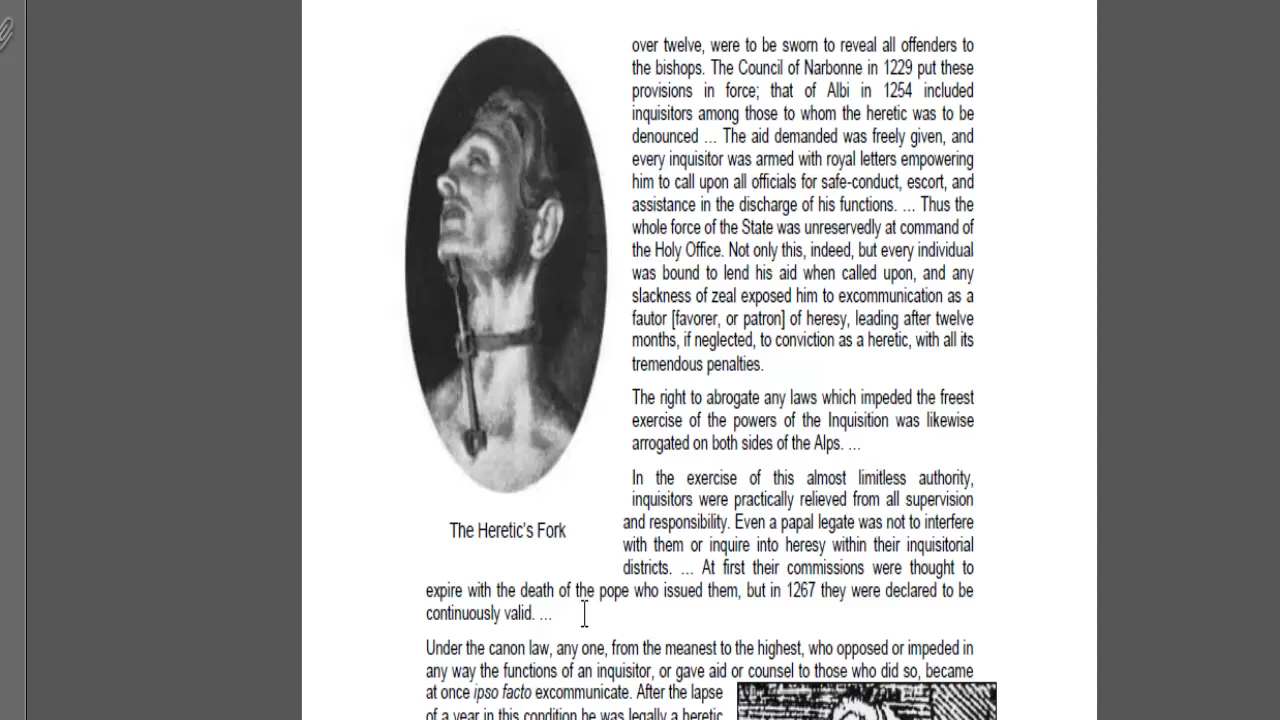 over twelve, were to be sworn to reveal all offenders to
the bishops. The Council of Narbonne in 1229 put these
provisions in force; that of Albi in 1254 included
inquisitors among those to whom the heretic was to be
denounced ... The aid demanded was freely given, and
every inquisitor was armed with royal letters empowering
him to call upon all officials for safe-conduct, escort, and
assistance in the discharge of his functions. ... Thus the
whole force of the State was unreservedly at command of
the Holy Office. Not only this, indeed, but every individual
was bound to lend his aid when called upon, and any
slackness of zeal exposed him to excommunication as a
fautor [favorer, or patron] of heresy, leading after twelve
months, if neglected, to conviction as a heretic, with all its
tremendous penalties.
The right to abrogate any laws which impeded the freest
exercise of the powers of the Inquisition was likewise
arrogated on both sides of the Alps. ...
In the exercise of this almost limitless authority,
inquisitors were practically relieved from all supervision
and responsibility. Even a papal legate was not to interfere
with them or inquire into heresy within their inquisitorial
districts. ... At first their commissions were thought to
expire with the death of the pope who issued them, but in 1267 they were declared to be
continuously valid. ...
The Heretic's Fork
Under the canon law, any one, from the meanest to the highest, who opposed or impeded in
any way the functions of an inquisitor, or gave aid or counsel to those who did so, became
at once ipso facto excommunicate. After the lapse
of a year in this condition he was legally a heretic